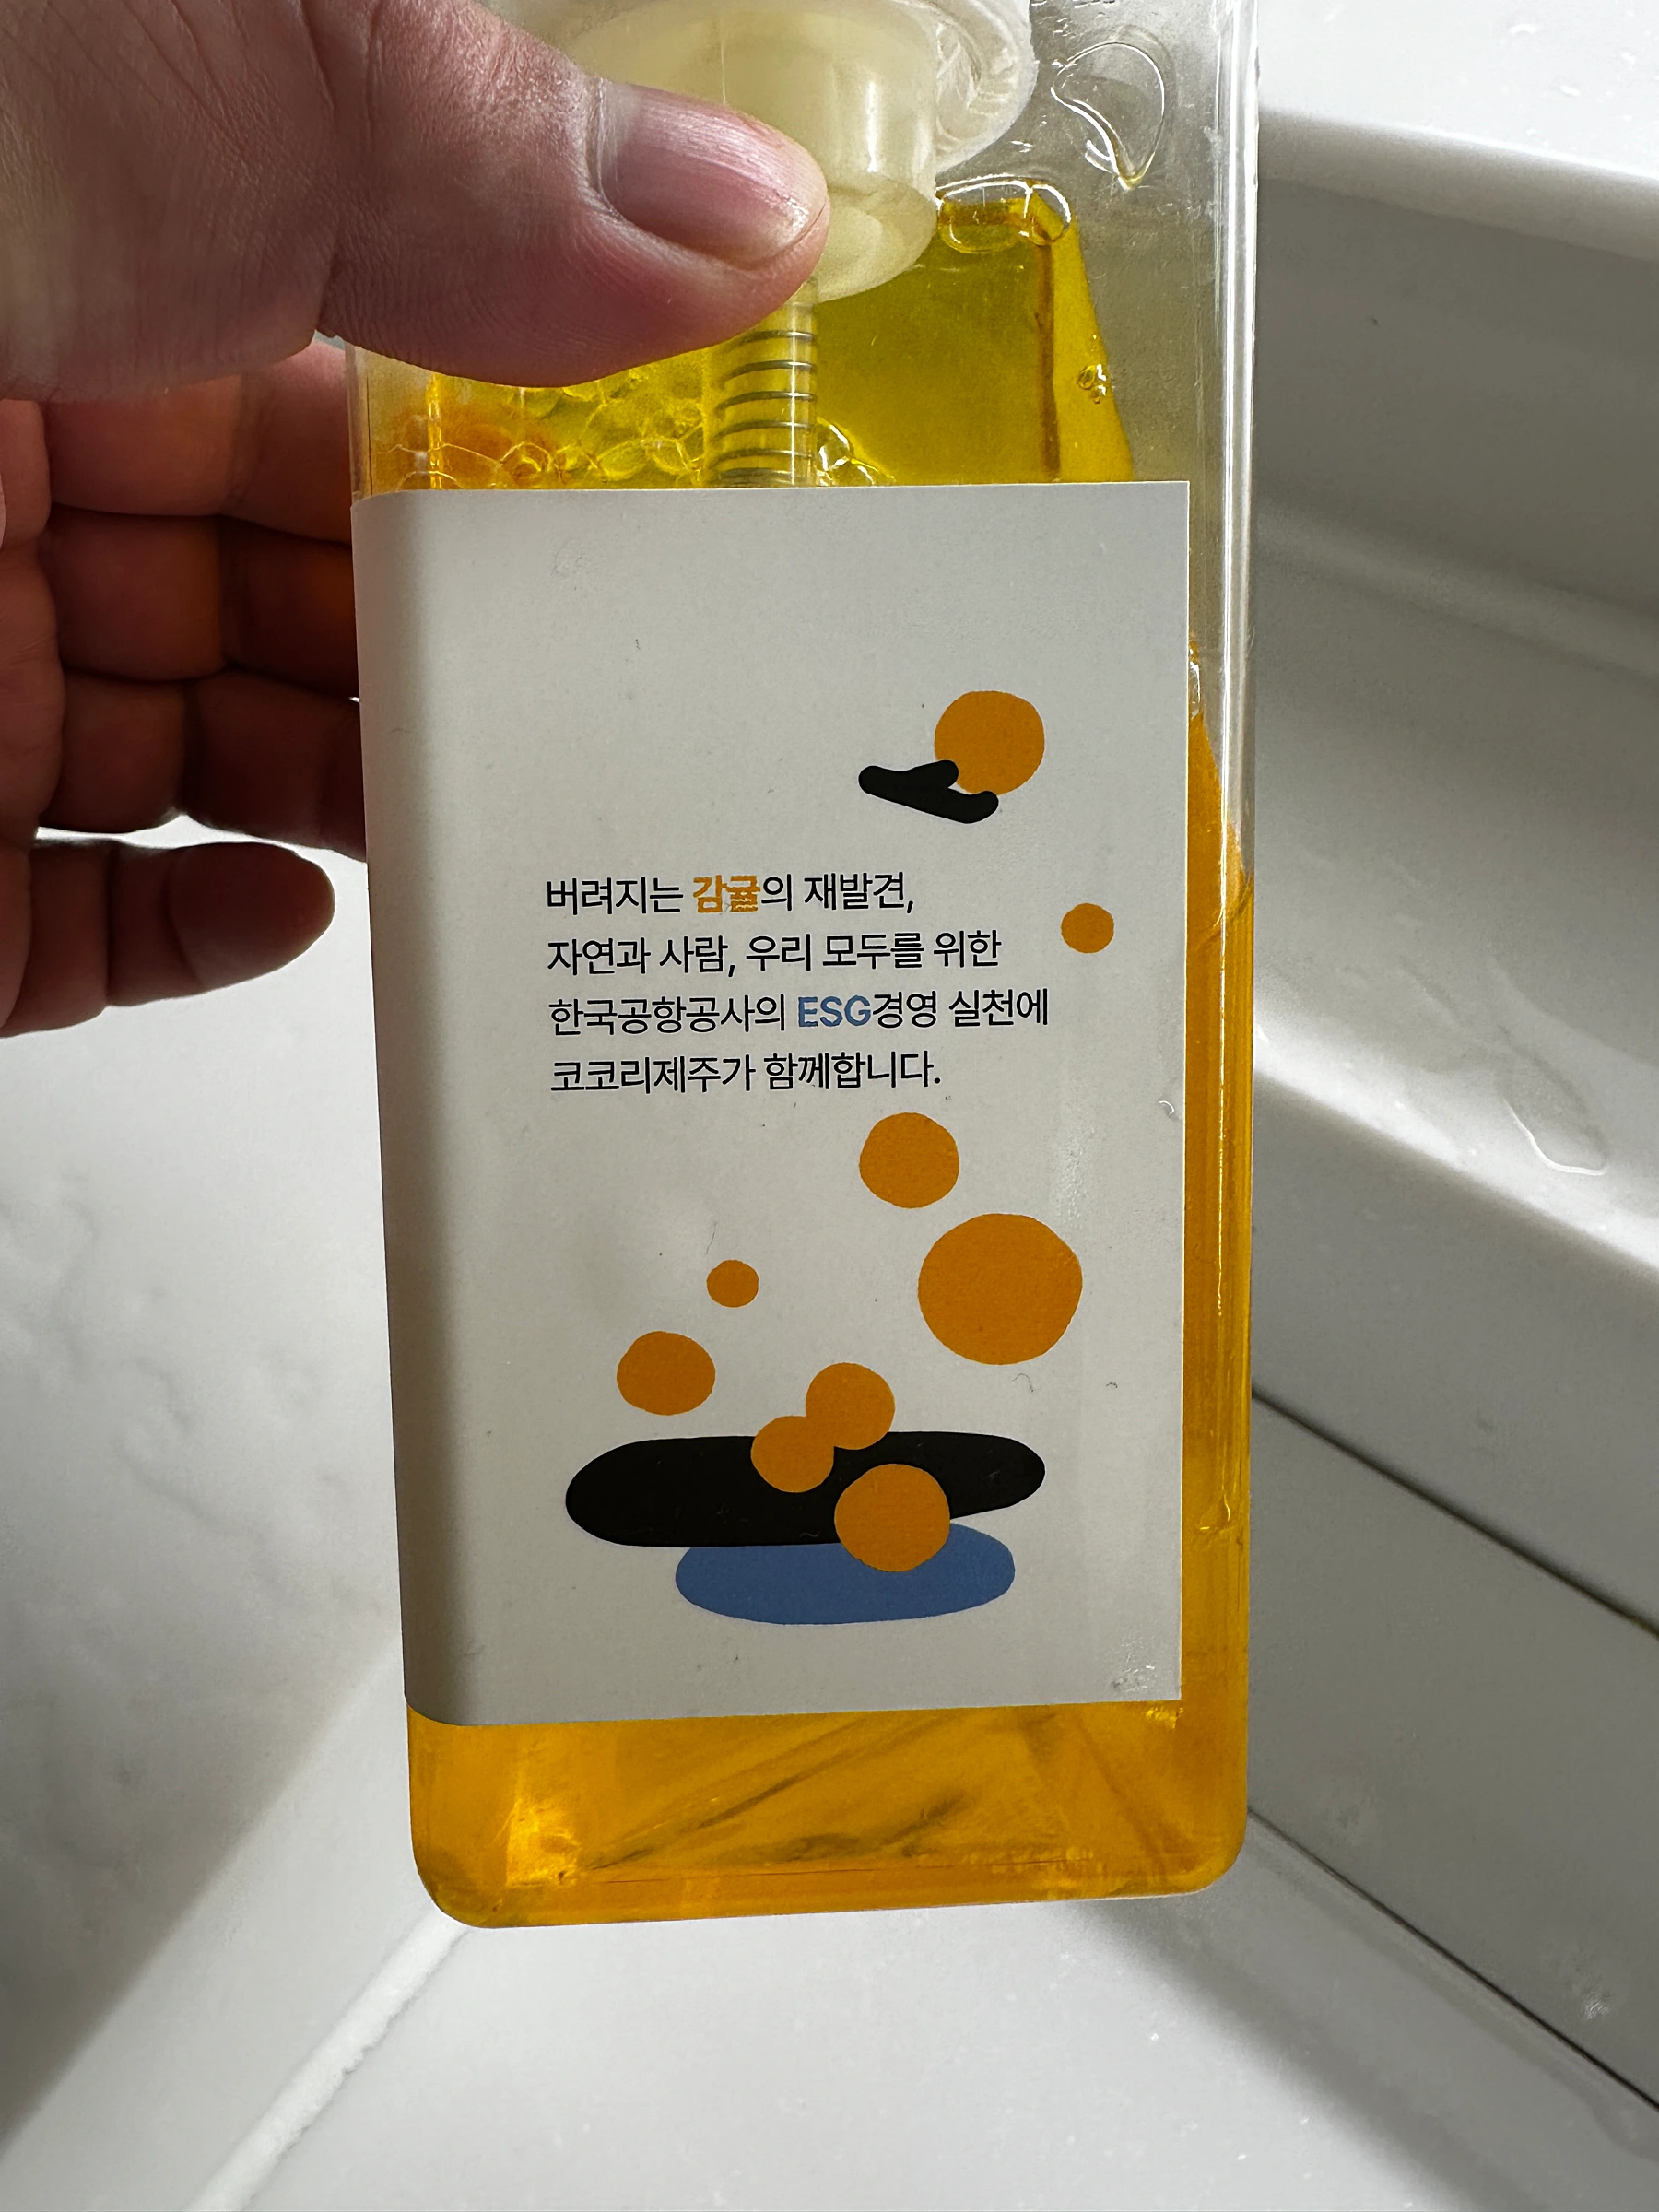 버려지는 감귤의 재발견,
자연과 사람, 우리 모두를 위한
한국공항공사의 ESG경영 실천에
코코리제주가 함께합니다.